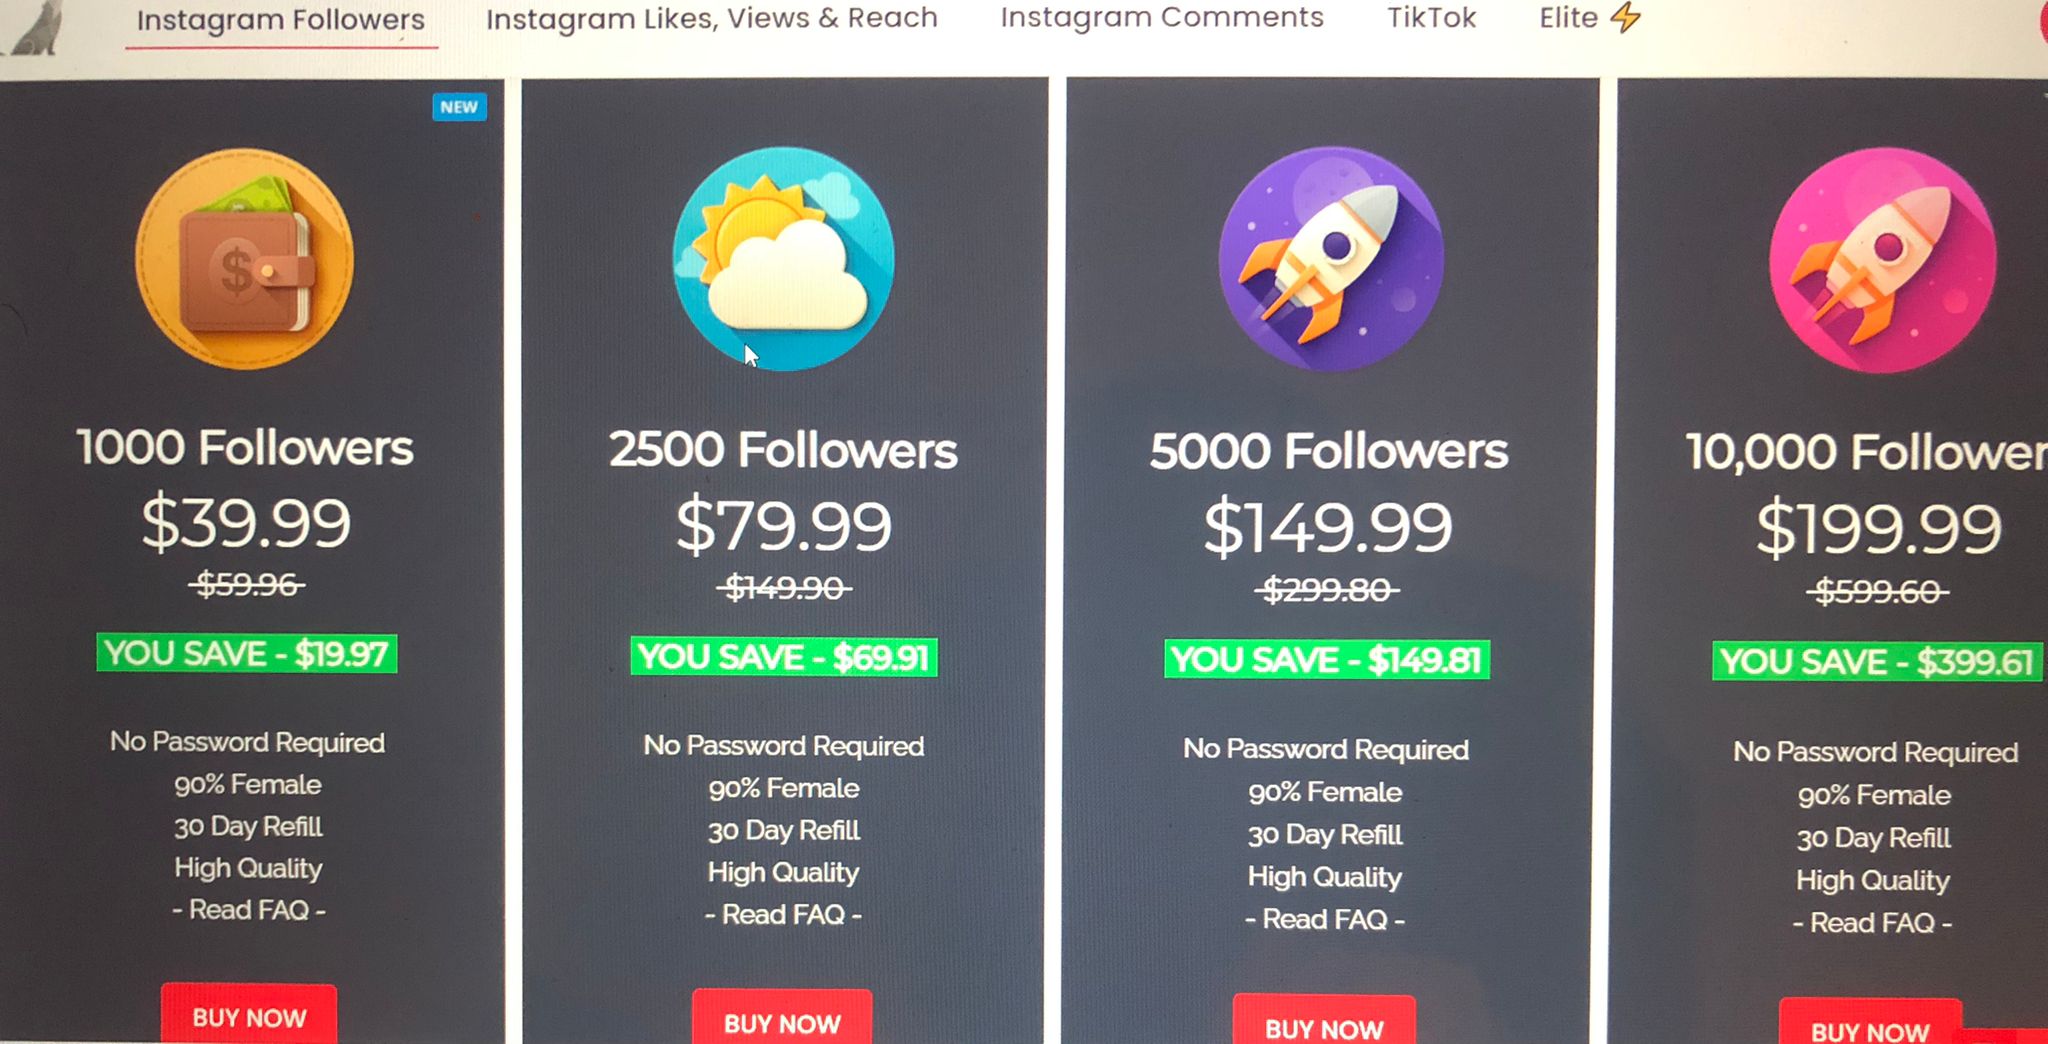 Instagram Followers
Instagram Likes, Views & Reach
Instagram Comments
TikTok
Elite ⚡
NEW
1000 Followers
$39.99
$59.96
YOU SAVE - $19.97
No Password Required
90% Female
30 Day Refill
High Quality
- Read FAQ -
BUY NOW
2500 Followers
$79.99
$149.90
YOU SAVE - $69.91
No Password Required
90% Female
30 Day Refill
High Quality
- Read FAQ -
BUY NOW
5000 Followers
$149.99
$299.80
YOU SAVE - $149.81
No Password Required
90% Female
30 Day Refill
High Quality
- Read FAQ -
BUY NOW
10,000 Follower
$199.99
$599.60
YOU SAVE - $399.61
No Password Required
90% Female
30 Day Refill
High Quality
- Read FAQ -
BUY NOW